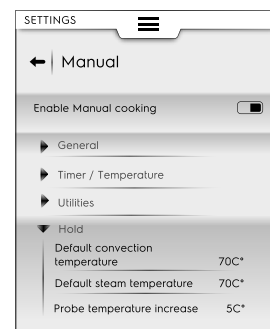 SETTINGS
Manual
Enable Manual cooking
General
Timer / Temperature
Utilities
Hold
Default convection
temperature 70C°
Default steam temperature 70C°
Probe temperature increase 5C°